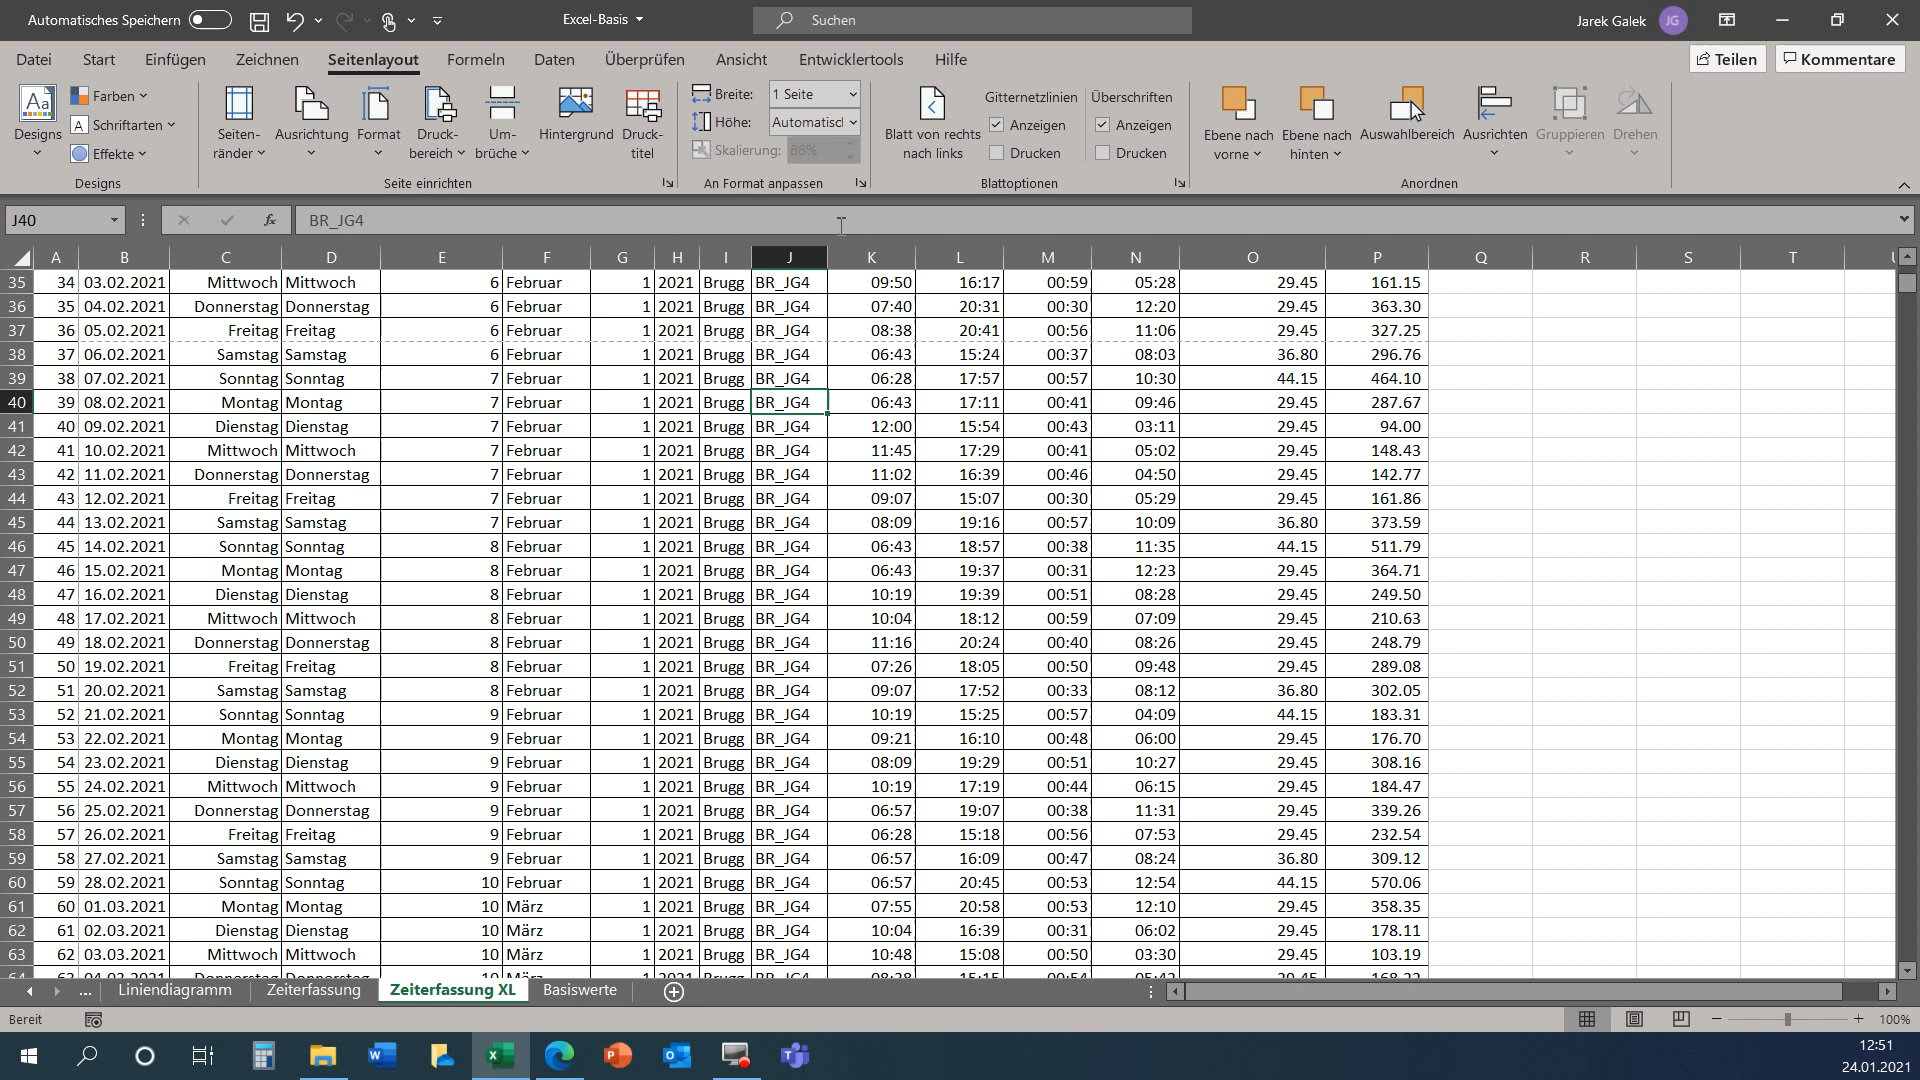 Automatisches Speichern
Excel-Basis
Suchen
Jarek Galek
JG
Datei Start Einfügen Zeichnen Seitenlayout Formeln Daten Überprüfen Ansicht Entwicklertools Hilfe
Teilen
Kommentare
Designs
Farben
Schriftarten
Effekte
Designs
Seiten-
ränder
Ausrichtung
Format
Druck-
bereich
Um-
brüche
Hintergrund
Druck-
titel
Seite einrichten
Breite: 1 Seite
Höhe:
Skalierung: 88%
An Format anpassen
Blatt von rechts
nach links
Gitternetzlinien
Anzeigen
Drucken
Überschriften
Anzeigen
Drucken
Blattoptionen
Ebene nach
vorne
Ebene nach
hinten
Auswahlbereich
Ausrichten
Gruppieren
Drehen
Anordnen
J40
fx
BR_JG4
A B C D E F G H I J K L M N O P Q R S T
35 34 03.02.2021 Mittwoch Mittwoch 6 Februar 1 2021 Brugg BR_JG4 09:50 16:17 00:59 05:28 29.45 161.15
36 35 04.02.2021 Donnerstag Donnerstag 6 Februar 1 2021 Brugg BR_JG4 07:40 20:31 00:30 12:20 29.45 363.30
37 36 05.02.2021 Freitag Freitag 6 Februar 1 2021 Brugg BR_JG4 08:38 20:41 00:56 11:06 29.45 327.25
38 37 06.02.2021 Samstag Samstag 6 Februar 1 2021 Brugg BR_JG4 06:43 15:24 00:37 08:03 36.80 296.76
39 38 07.02.2021 Sonntag Sonntag 7 Februar 1 2021 Brugg BR_JG4 06:28 17:57 00:57 10:30 44.15 464.10
40 39 08.02.2021 Montag Montag 7 Februar 1 2021 Brugg BR_JG4 06:43 17:11 00:41 09:46 29.45 287.67
41 40 09.02.2021 Dienstag Dienstag 7 Februar 1 2021 Brugg BR_JG4 12:00 15:54 00:43 03:11 29.45 94.00
42 41 10.02.2021 Mittwoch Mittwoch 7 Februar 1 2021 Brugg BR_JG4 11:45 17:29 00:41 05:02 29.45 148.43
43 42 11.02.2021 Donnerstag Donnerstag 7 Februar 1 2021 Brugg BR_JG4 11:02 16:39 00:46 04:50 29.45 142.77
44 43 12.02.2021 Freitag Freitag 7 Februar 1 2021 Brugg BR_JG4 09:07 15:07 00:30 05:29 29.45 161.86
45 44 13.02.2021 Samstag Samstag 7 Februar 1 2021 Brugg BR_JG4 08:09 19:16 00:57 10:09 36.80 373.59
46 45 14.02.2021 Sonntag Sonntag 8 Februar 1 2021 Brugg BR_JG4 06:43 18:57 00:38 11:35 44.15 511.79
47 46 15.02.2021 Montag Montag 8 Februar 1 2021 Brugg BR_JG4 06:43 19:37 00:31 12:23 29.45 364.71
48 47 16.02.2021 Dienstag Dienstag 8 Februar 1 2021 Brugg BR_JG4 10:19 19:39 00:51 08:28 29.45 249.50
49 48 17.02.2021 Mittwoch Mittwoch 8 Februar 1 2021 Brugg BR_JG4 10:04 18:12 00:59 07:09 29.45 210.63
50 49 18.02.2021 Donnerstag Donnerstag 8 Februar 1 2021 Brugg BR_JG4 11:16 20:24 00:40 08:26 29.45 248.79
51 50 19.02.2021 Freitag Freitag 8 Februar 1 2021 Brugg BR_JG4 07:26 18:05 00:50 09:48 29.45 289.08
52 51 20.02.2021 Samstag Samstag 8 Februar 1 2021 Brugg BR_JG4 09:07 17:52 00:33 08:12 36.80 302.05
53 52 21.02.2021 Sonntag Sonntag 9 Februar 1 2021 Brugg BR_JG4 10:19 15:25 00:57 04:09 44.15 183.31
54 53 22.02.2021 Montag Montag 9 Februar 1 2021 Brugg BR_JG4 09:21 16:10 00:48 06:00 29.45 176.70
55 54 23.02.2021 Dienstag Dienstag 9 Februar 1 2021 Brugg BR_JG4 08:09 19:29 00:51 10:27 29.45 308.16
56 55 24.02.2021 Mittwoch Mittwoch 9 Februar 1 2021 Brugg BR_JG4 10:19 17:19 00:44 06:15 29.45 184.47
57 56 25.02.2021 Donnerstag Donnerstag 9 Februar 1 2021 Brugg BR_JG4 06:57 19:07 00:38 11:31 29.45 339.26
58 57 26.02.2021 Freitag Freitag 9 Februar 1 2021 Brugg BR_JG4 06:28 15:18 00:56 07:53 29.45 232.54
59 58 27.02.2021 Samstag Samstag 9 Februar 1 2021 Brugg BR_JG4 06:57 16:09 00:47 08:24 36.80 309.12
60 59 28.02.2021 Sonntag Sonntag 10 Februar 1 2021 Brugg BR_JG4 06:57 20:45 00:53 12:54 44.15 570.06
61 60 01.03.2021 Montag Montag 10 März 1 2021 Brugg BR_JG4 07:55 20:58 00:53 12:10 29.45 358.35
62 61 02.03.2021 Dienstag Dienstag 10 März 1 2021 Brugg BR_JG4 10:04 16:39 00:31 06:02 29.45 178.11
63 62 03.03.2021 Mittwoch Mittwoch 10 März 1 2021 Brugg BR_JG4 10:48 15:08 00:50 03:30 29.45 103.19
... Liniendiagramm Zeiterfassung Zeiterfassung XL Basiswerte
Bereit
100%
12:51
24.01.2021